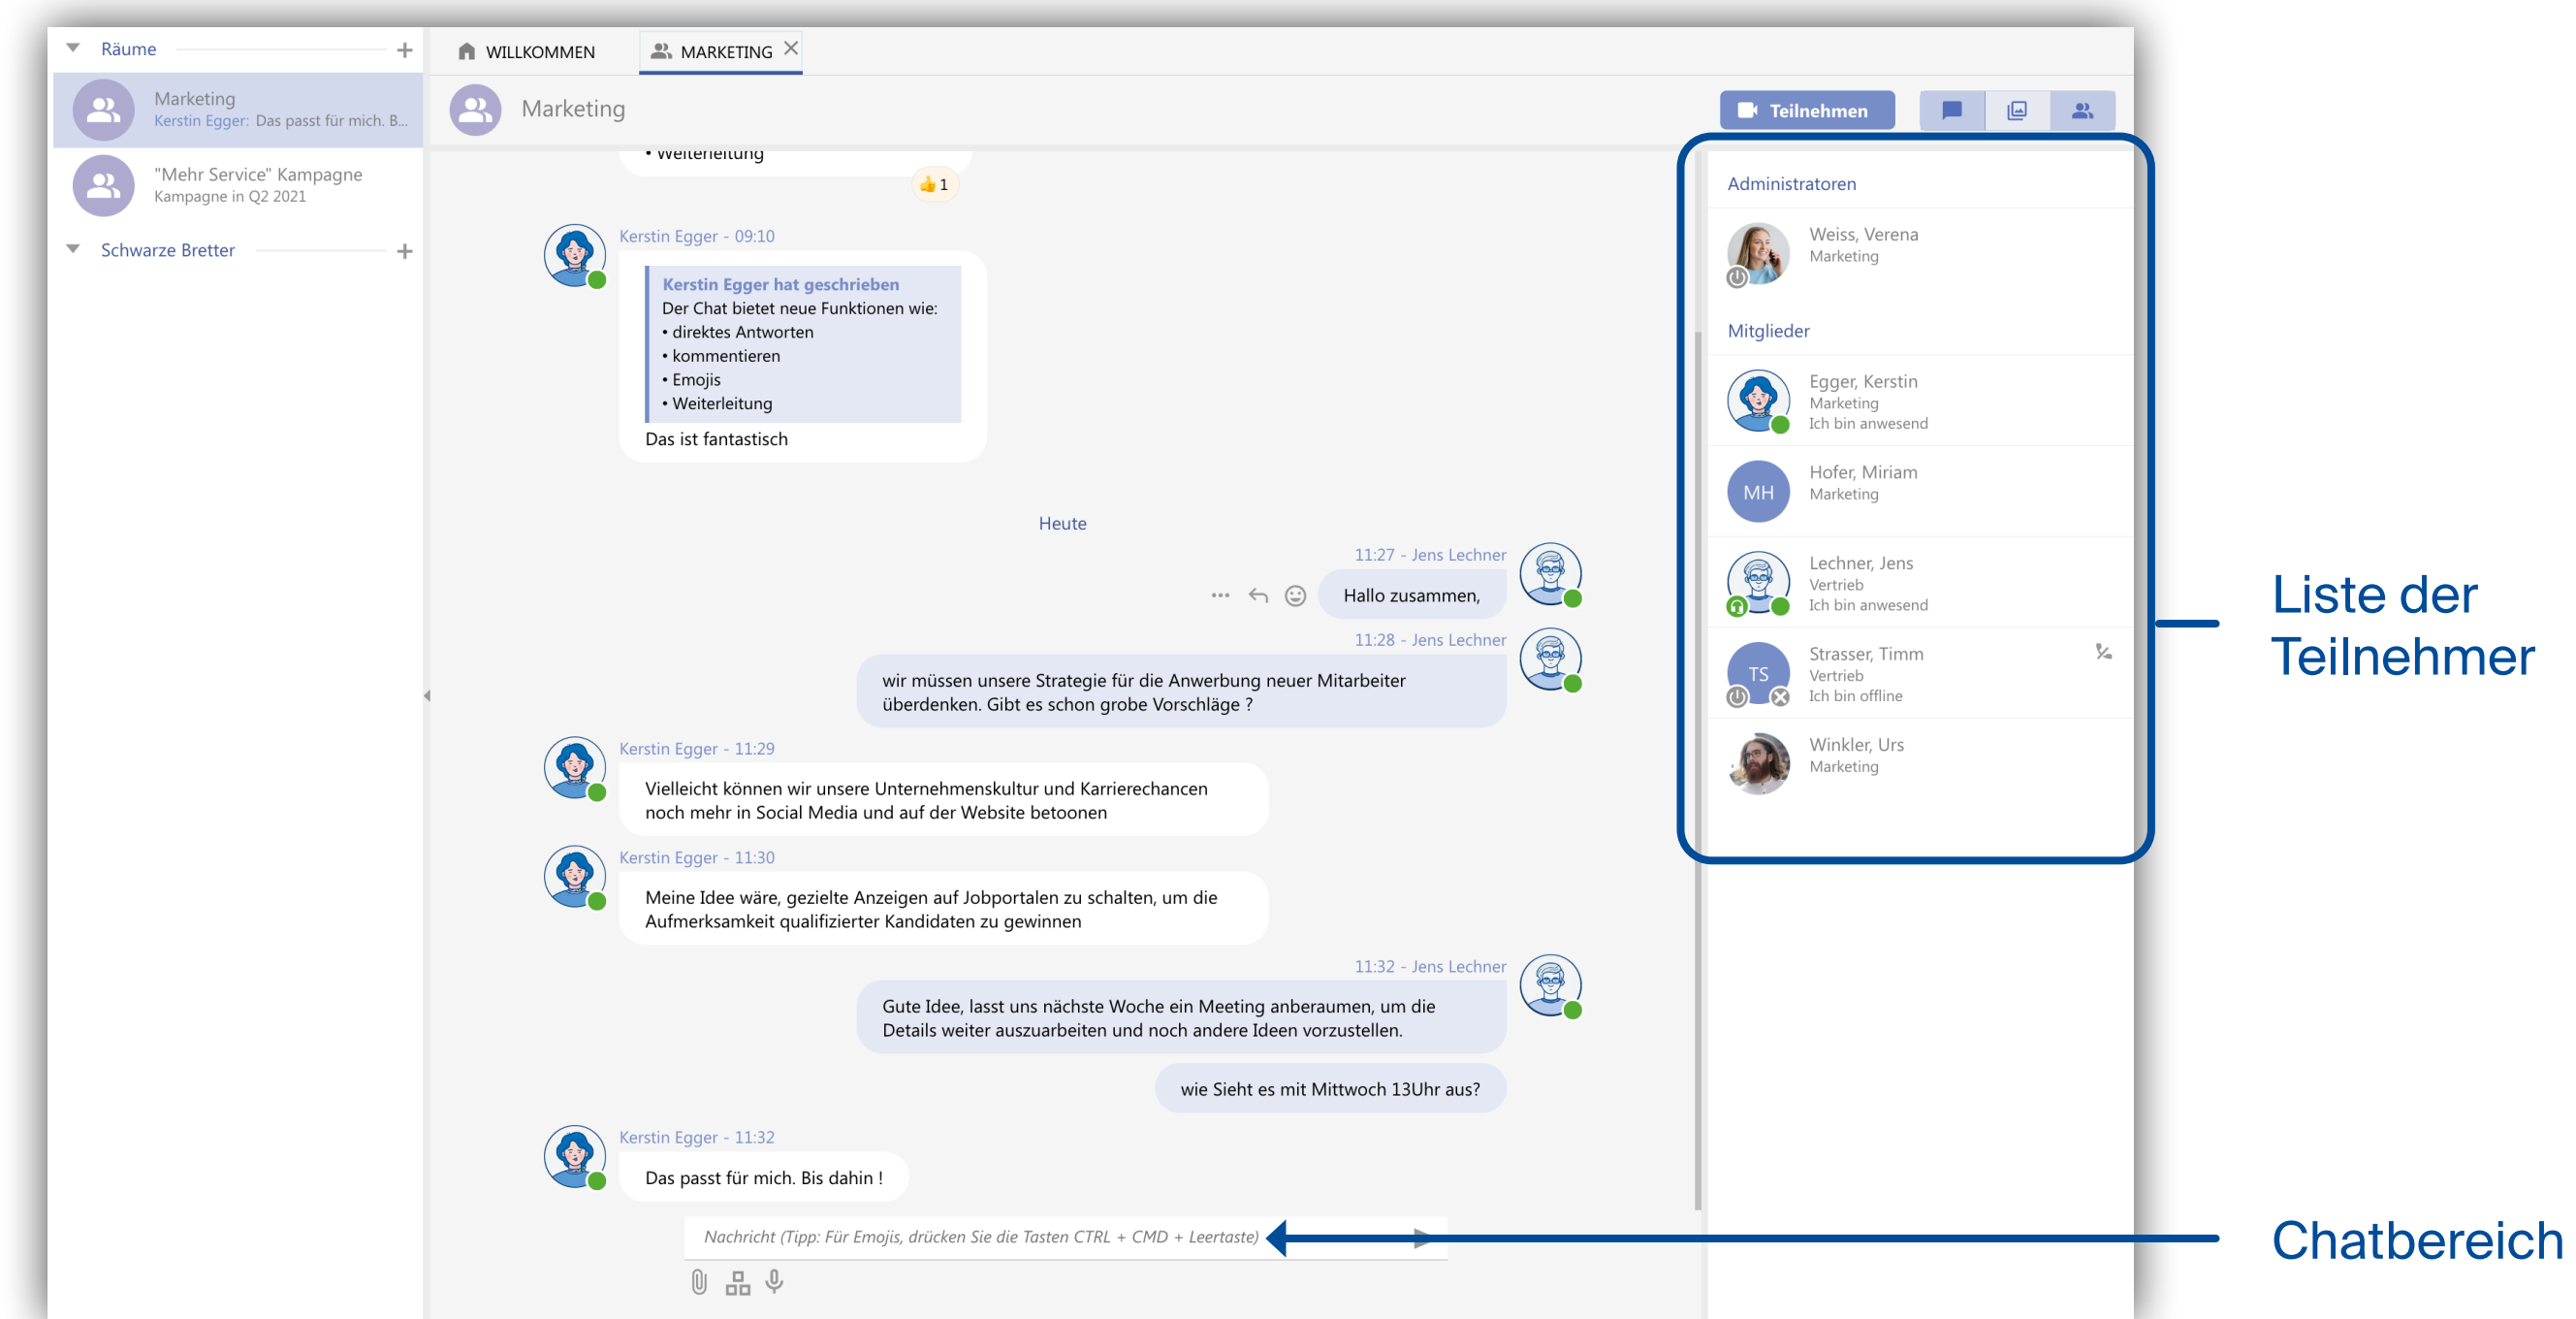 Räume
Marketing
Kerstin Egger: Das passt für mich. B...
"Mehr Service" Kampagne
Kampagne in Q2 2021
Schwarze Bretter
WILLKOMMEN
MARKETING
Marketing
Teilnehmen
• Weiterleitung
👍 1
Kerstin Egger - 09:10
Kerstin Egger hat geschrieben
Der Chat bietet neue Funktionen wie:
• direktes Antworten
• kommentieren
• Emojis
• Weiterleitung
Das ist fantastisch
Heute
11:27 - Jens Lechner
Hallo zusammen,
11:28 - Jens Lechner
wir müssen unsere Strategie für die Anwerbung neuer Mitarbeiter
überdenken. Gibt es schon grobe Vorschläge ?
Kerstin Egger - 11:29
Vielleicht können wir unsere Unternehmenskultur und Karrierechancen
noch mehr in Social Media und auf der Website betoonen
Kerstin Egger - 11:30
Meine Idee wäre, gezielte Anzeigen auf Jobportalen zu schalten, um die
Aufmerksamkeit qualifizierter Kandidaten zu gewinnen
11:32 - Jens Lechner
Gute Idee, lasst uns nächste Woche ein Meeting anberaumen, um die
Details weiter auszuarbeiten und noch andere Ideen vorzustellen.
wie Sieht es mit Mittwoch 13Uhr aus?
Kerstin Egger - 11:32
Das passt für mich. Bis dahin !
Nachricht (Tipp: Für Emojis, drücken Sie die Tasten CTRL + CMD + Leertaste)
Administratoren
Weiss, Verena
Marketing
Mitglieder
Egger, Kerstin
Marketing
Ich bin anwesend
MH
Hofer, Miriam
Marketing
Lechner, Jens
Vertrieb
Ich bin anwesend
TS
Strasser, Timm
Vertrieb
Ich bin offline
Winkler, Urs
Marketing
Liste der
Teilnehmer
Chatbereich